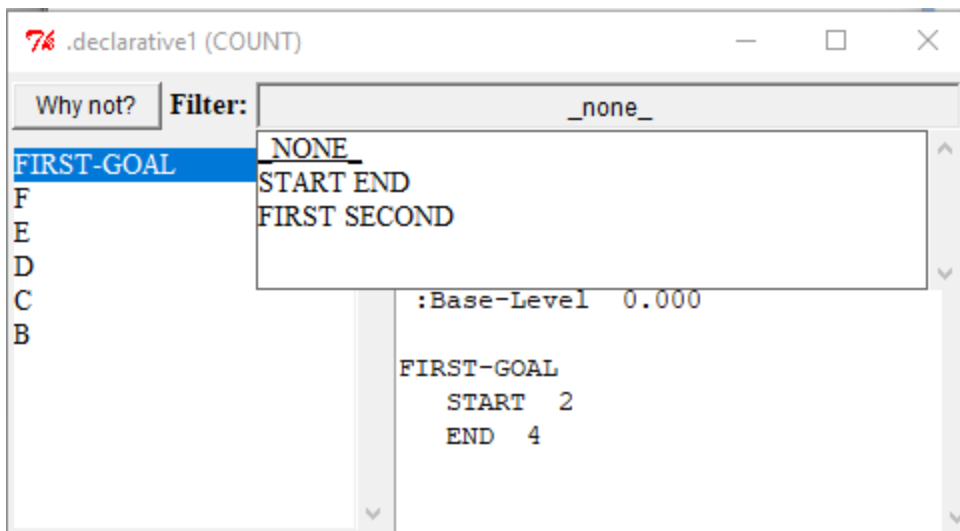 .declarative1 (COUNT)
Why not? Filter: _none_
_NONE_
START END
FIRST SECOND
FIRST-GOAL
F
E
D
C
B
:Base-Level 0.000
FIRST-GOAL
START 2
END 4